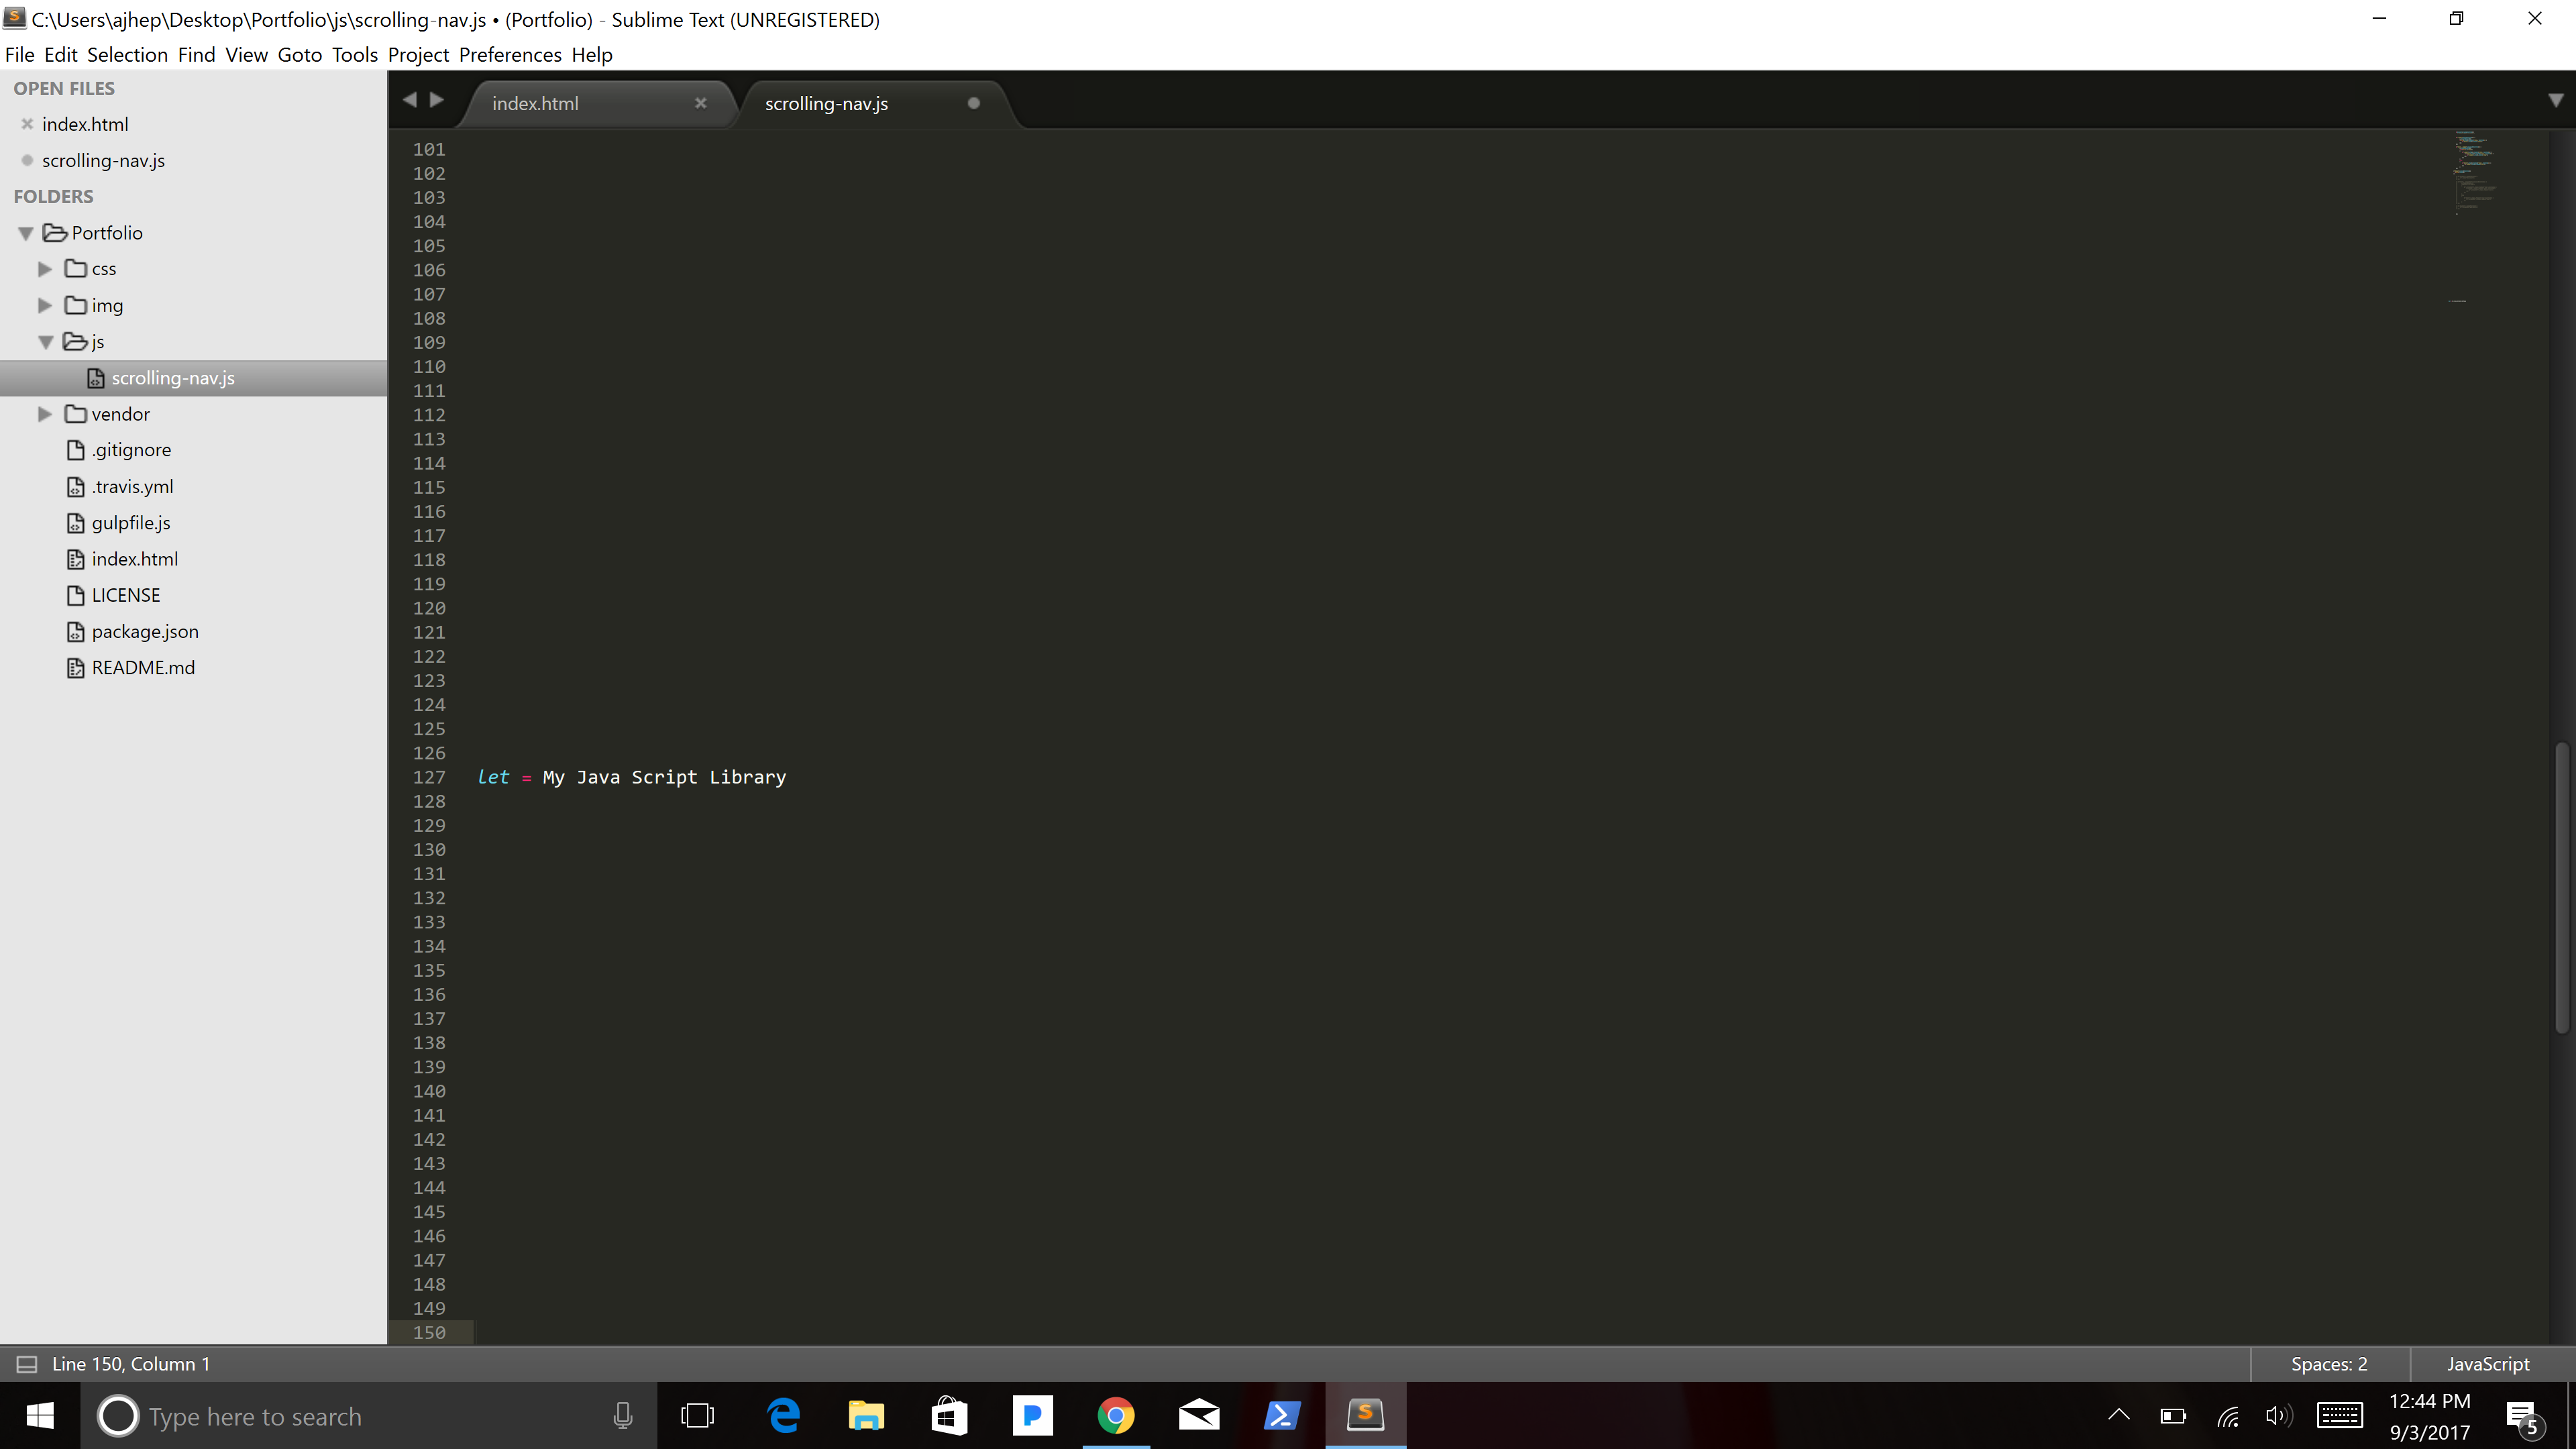 C:\Users\ajhep\Desktop\Portfolio\js\scrolling-nav.js • (Portfolio) - Sublime Text (UNREGISTERED)
File Edit Selection Find View Goto Tools Project Preferences Help
OPEN FILES
index.html
scrolling-nav.js
FOLDERS
Portfolio
css
img
js
scrolling-nav.js
vendor
.gitignore
.travis.yml
gulpfile.js
index.html
LICENSE
package.json
README.md
index.html
scrolling-nav.js
101
102
103
104
105
106
107
108
109
110
111
112
113
114
115
116
117
118
119
120
121
122
123
124
125
126
127 let = My Java Script Library
128
129
130
131
132
133
134
135
136
137
138
139
140
141
142
143
144
145
146
147
148
149
150
Line 150, Column 1
Spaces: 2
JavaScript
Type here to search
12:44 PM
9/3/2017
5